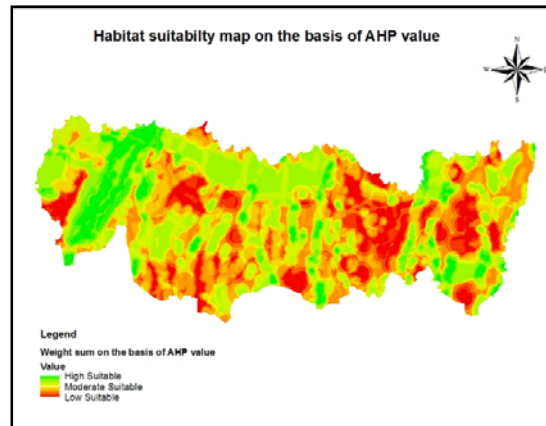 Habitat suitabilty map on the basis of AHP value
N
W
E
S
Legend
Weight sum on the basis of AHP value
Value
High Suitable
Moderate Suitable
Low Suitable